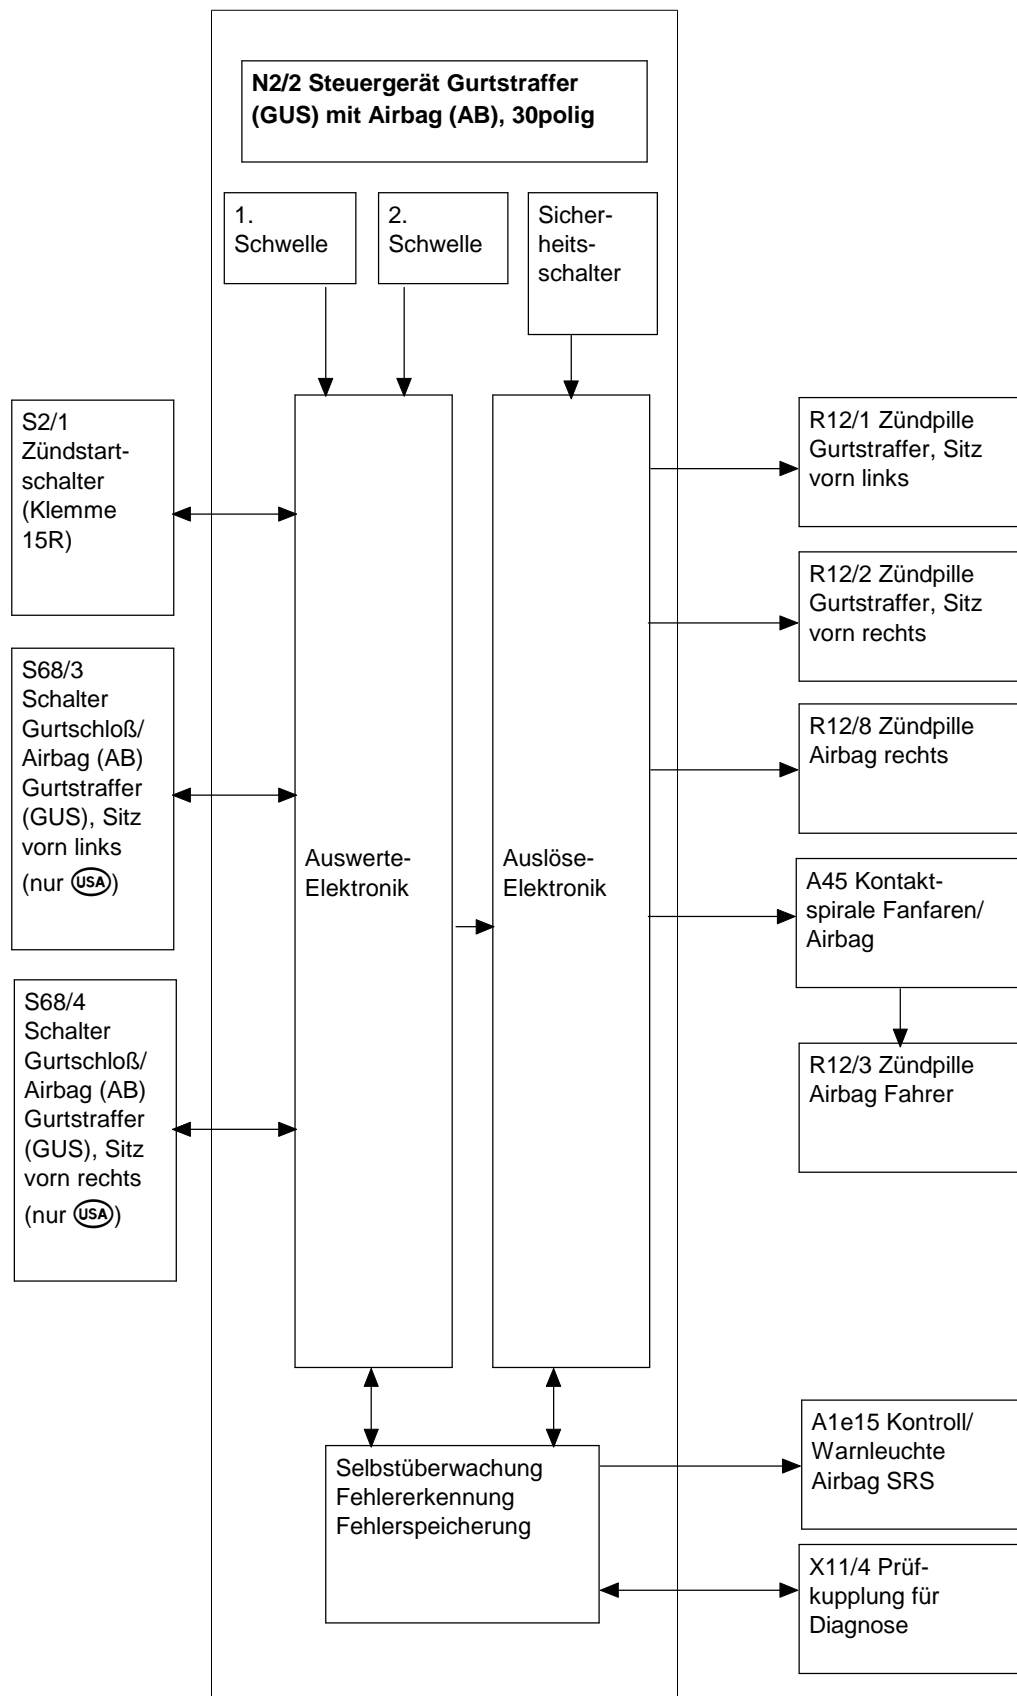 N2/2 Steuergerät Gurtstraffer
(GUS) mit Airbag (AB), 30polig
1.
Schwelle
2.
Schwelle
Sicher-
heits-
schalter
S2/1
Zündstart-
schalter
(Klemme
15R)
S68/3
Schalter
Gurtschloß/
Airbag (AB)
Gurtstraffer
(GUS), Sitz
vorn links
(nur USA)
S68/4
Schalter
Gurtschloß/
Airbag (AB)
Gurtstraffer
(GUS), Sitz
vorn rechts
(nur USA)
Auswerte-
Elektronik
Auslöse-
Elektronik
R12/1 Zündpille
Gurtstraffer, Sitz
vorn links
R12/2 Zündpille
Gurtstraffer, Sitz
vorn rechts
R12/8 Zündpille
Airbag rechts
A45 Kontakt-
spirale Fanfaren/
Airbag
R12/3 Zündpille
Airbag Fahrer
Selbstüberwachung
Fehlererkennung
Fehlerspeicherung
A1e15 Kontroll/
Warnleuchte
Airbag SRS
X11/4 Prüf-
kupplung für
Diagnose